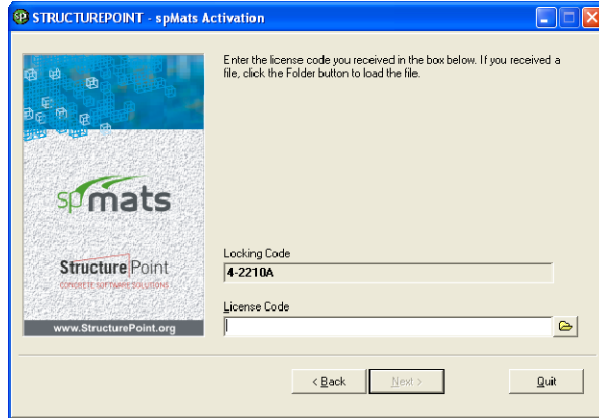 STRUCTUREPOINT - spMats Activation
Enter the license code you received in the box below. If you received a
file, click the Folder button to load the file.
spmats
Structure Point
CONCRETE SOFTWARE SOLUTIONS
www.StructurePoint.org
Locking Code
4-2210A
License Code
< Back
Next >
Quit